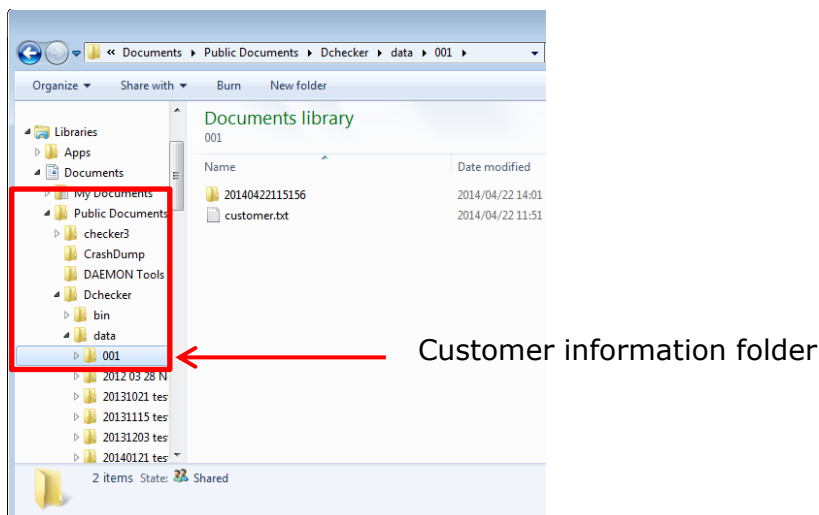 « Documents ▸ Public Documents ▸ Dchecker ▸ data ▸ 001 ▸
Organize Share with Burn New folder
Libraries
Apps
Documents
My Documents
Public Documents
checker3
CrashDump
DAEMON Tools
Dchecker
bin
data
001
2012 03 28 N
20131021 tes
20131115 tes
20131203 tes
20140121 tes
Documents library
001
Name Date modified
20140422115156 2014/04/22 14:01
customer.txt 2014/04/22 11:51
Customer information folder
2 items State: Shared